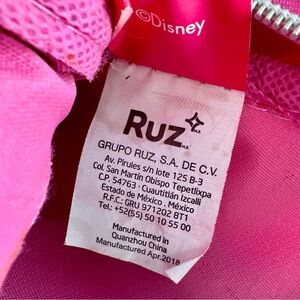 ©Disney
Ruz
GRUPO RUZ, S.A. DE C.V.
Av. Pirules s/n lote 125 B-3
Col. San Martín Obispo Tepetlixpa
C.P. 54763 · Cuautitlán Izcalli
Estado de México · México
R.F.C.: GRU 971202 8T1
Tel.: +52(55) 50 10 55 00
Manufactured in
Quanzhou China
Manufactured Apr.2018